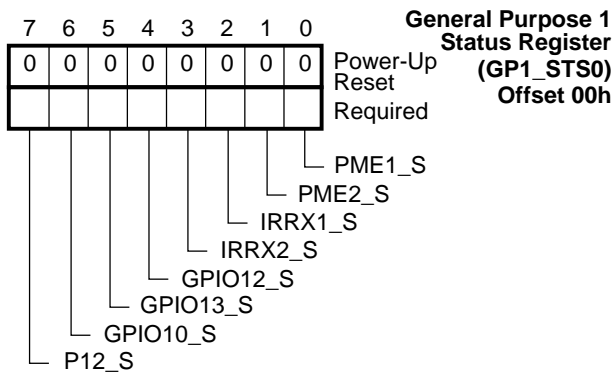 General Purpose 1
Status Register
(GP1_STS0)
Offset 00h
7 6 5 4 3 2 1 0
0 0 0 0 0 0 0 0 Power-Up
Reset
Required
PME1_S
PME2_S
IRRX1_S
IRRX2_S
GPIO12_S
GPIO13_S
GPIO10_S
P12_S